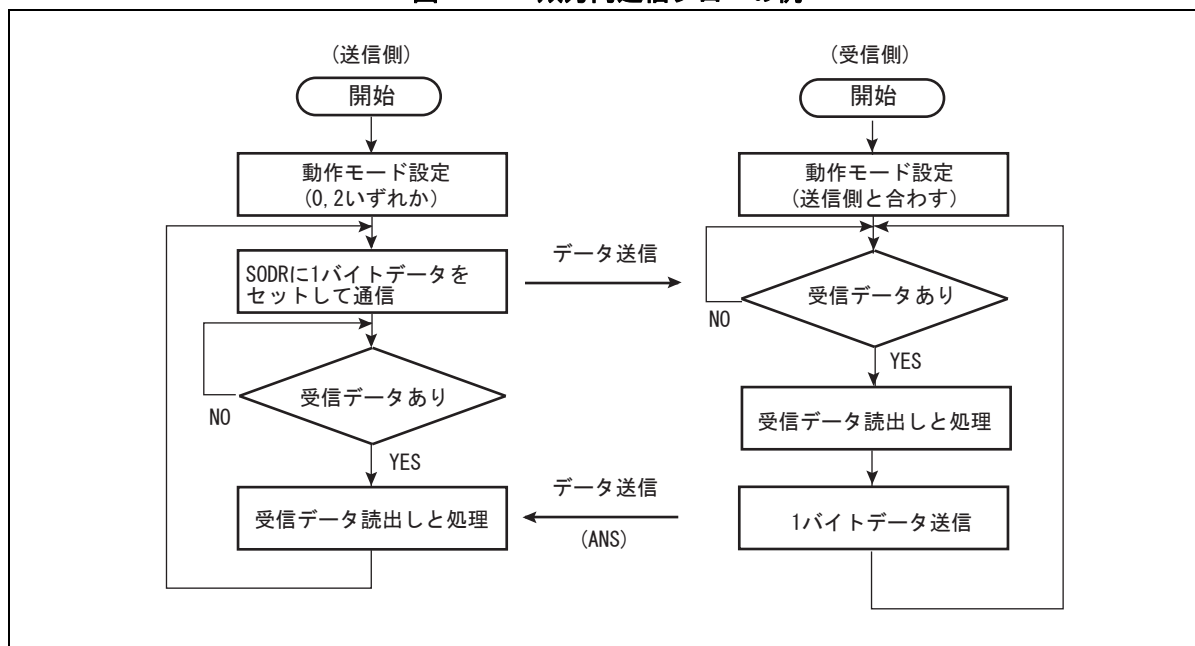 (送信側)
開始
動作モード設定
(0,2いずれか)
SODRに1バイトデータを
セットして通信
受信データあり
NO
YES
受信データ読出しと処理
データ送信
データ送信
(ANS)
(受信側)
開始
動作モード設定
(送信側と合わす)
受信データあり
NO
YES
受信データ読出しと処理
1バイトデータ送信